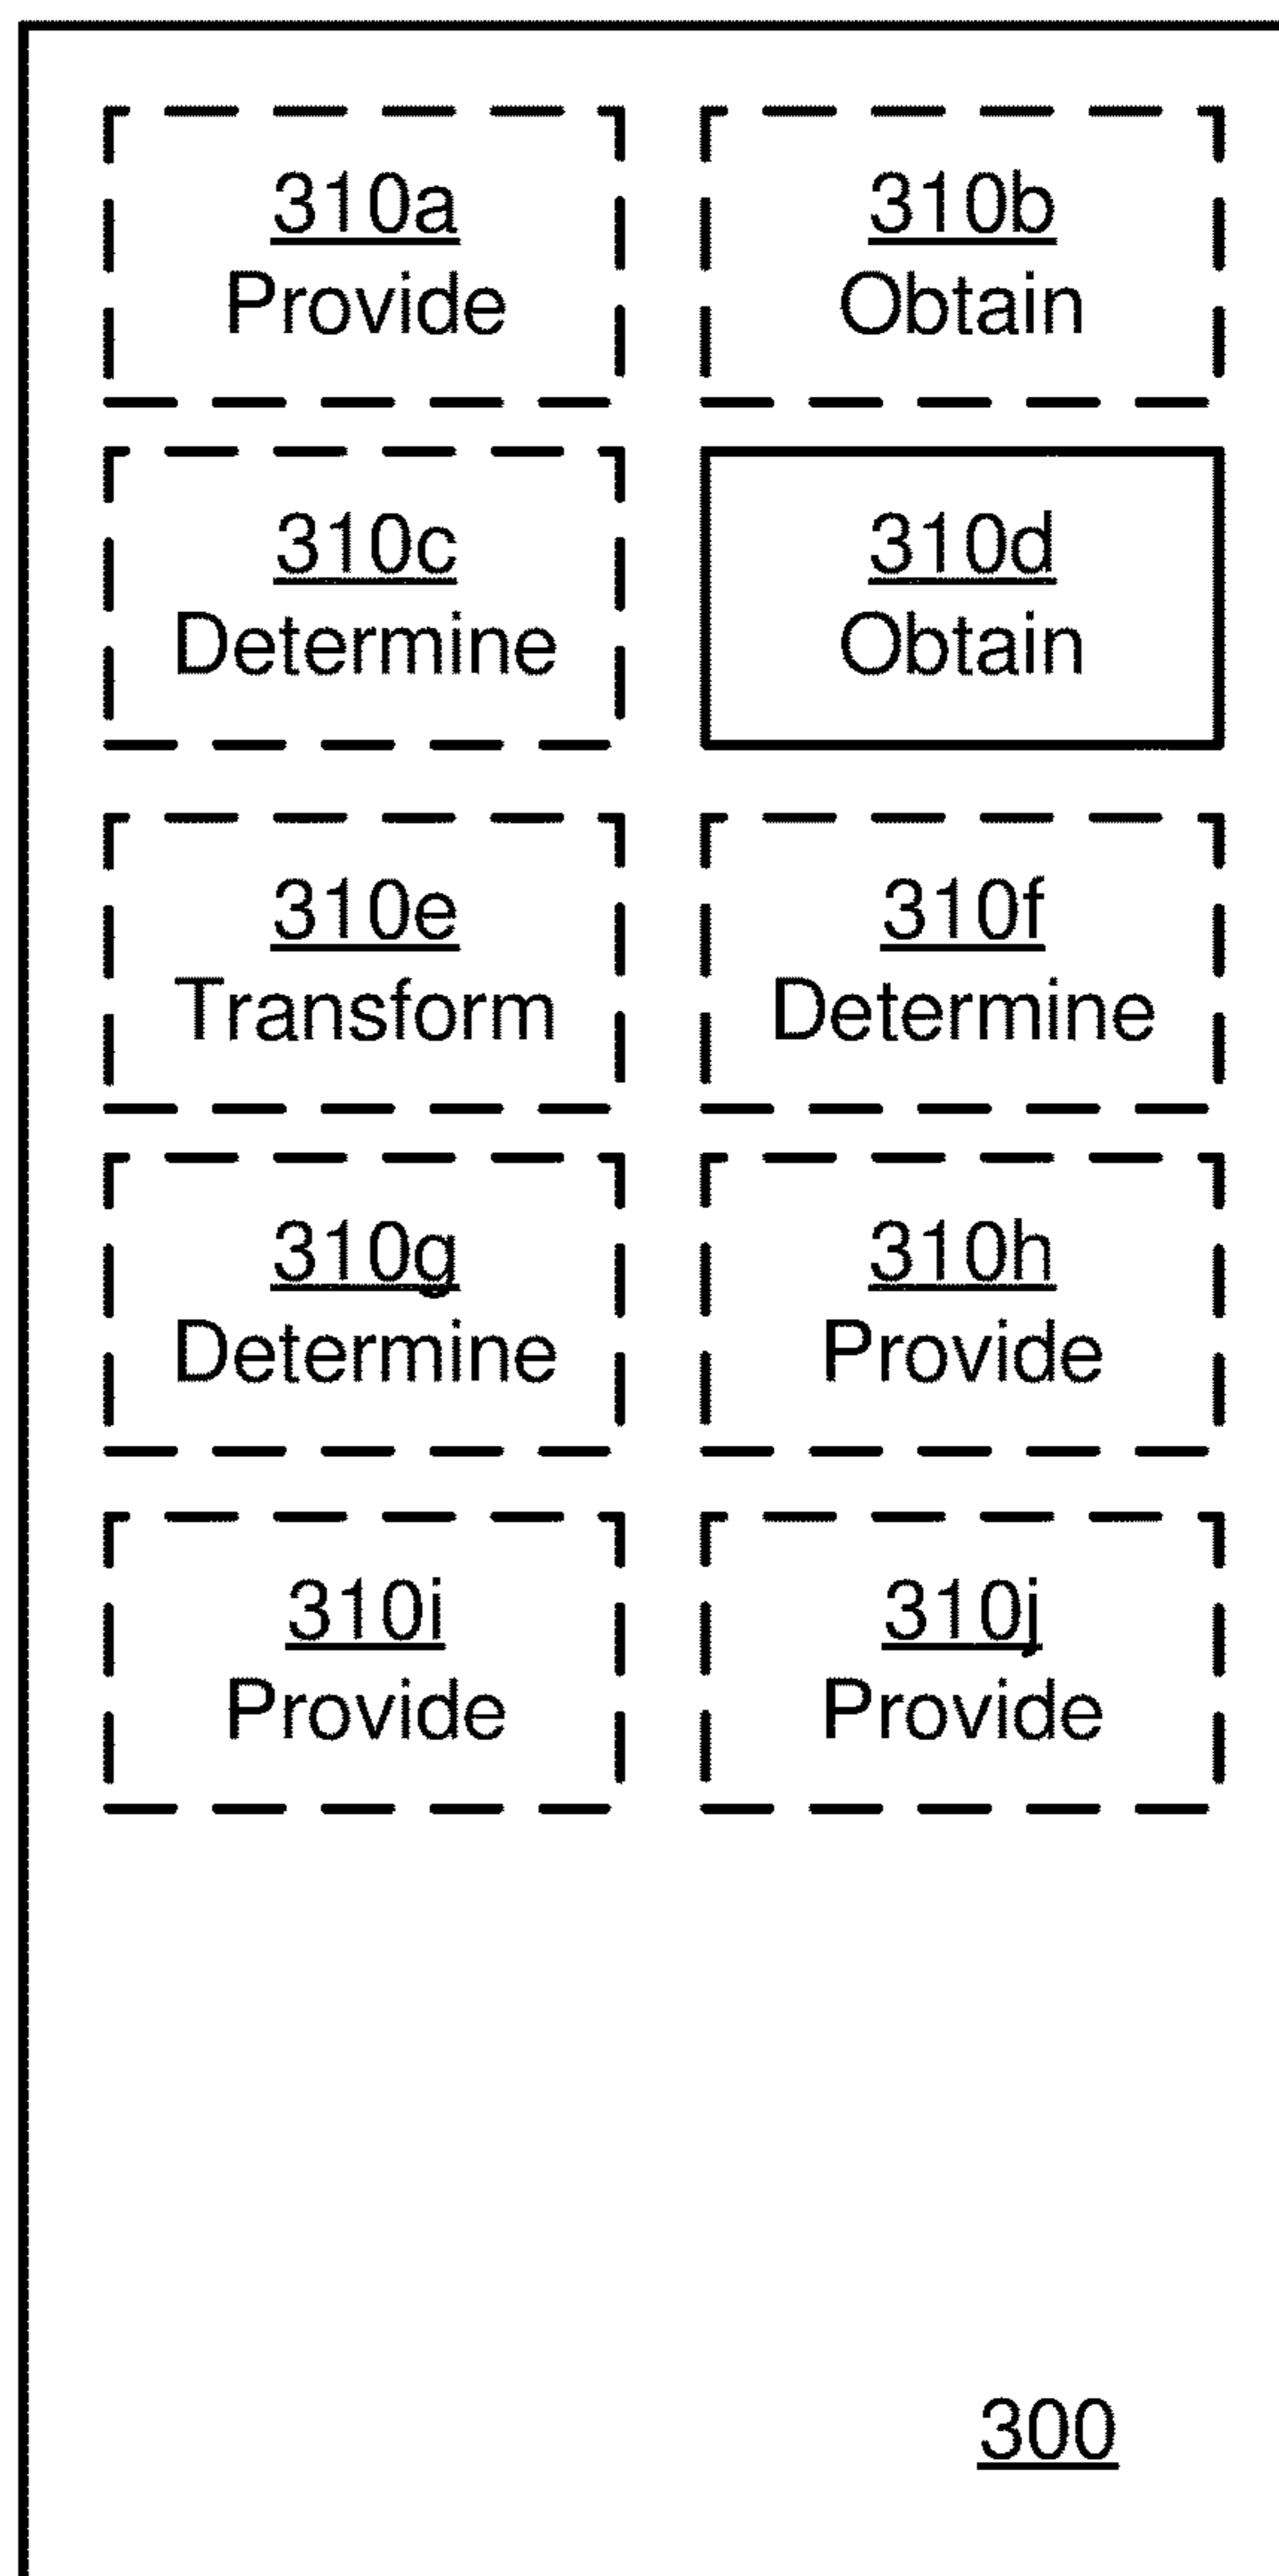 310a
Provide
310b
Obtain
310c
Determine
310d
Obtain
310e
Transform
310f
Determine
310g
Determine
310h
Provide
310i
Provide
310j
Provide
300